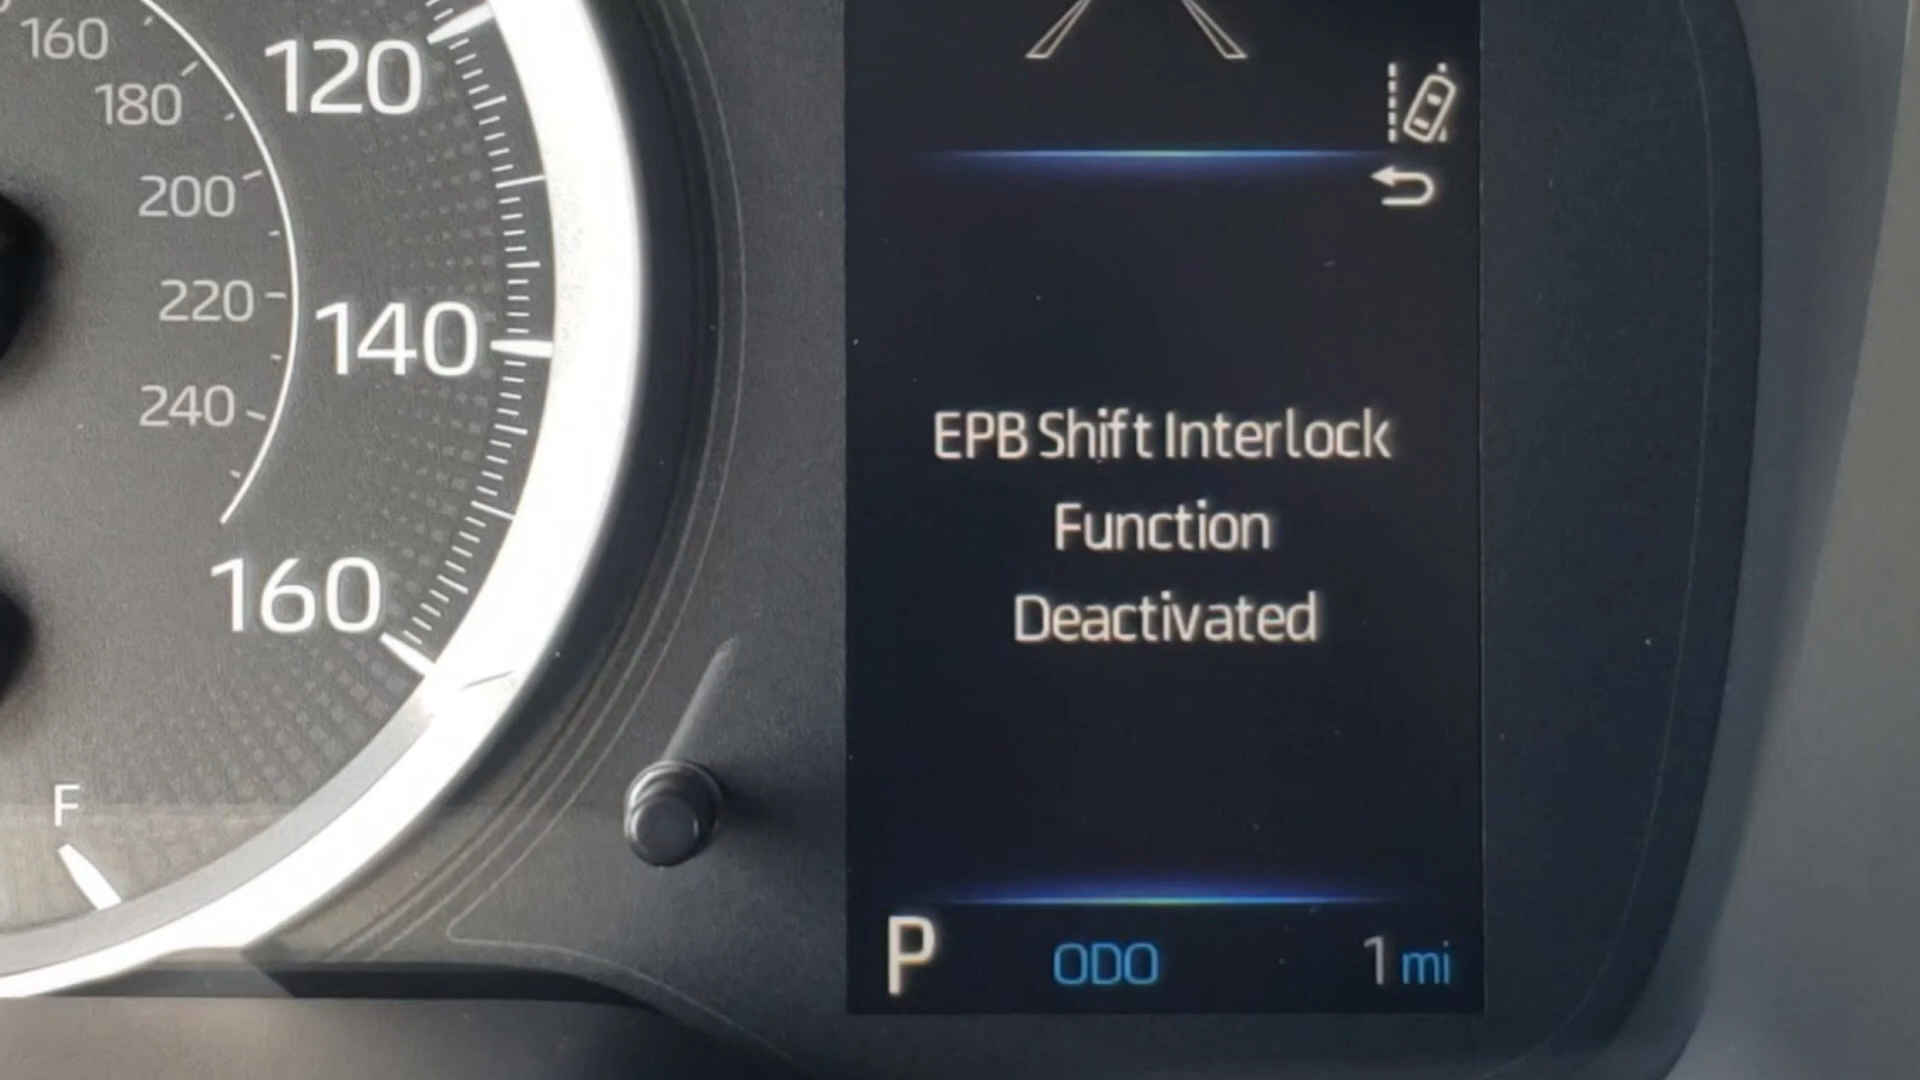 160
180
200
220
240
120
140
160
F
EPB Shift Interlock
Function
Deactivated
P ODO 1 mi